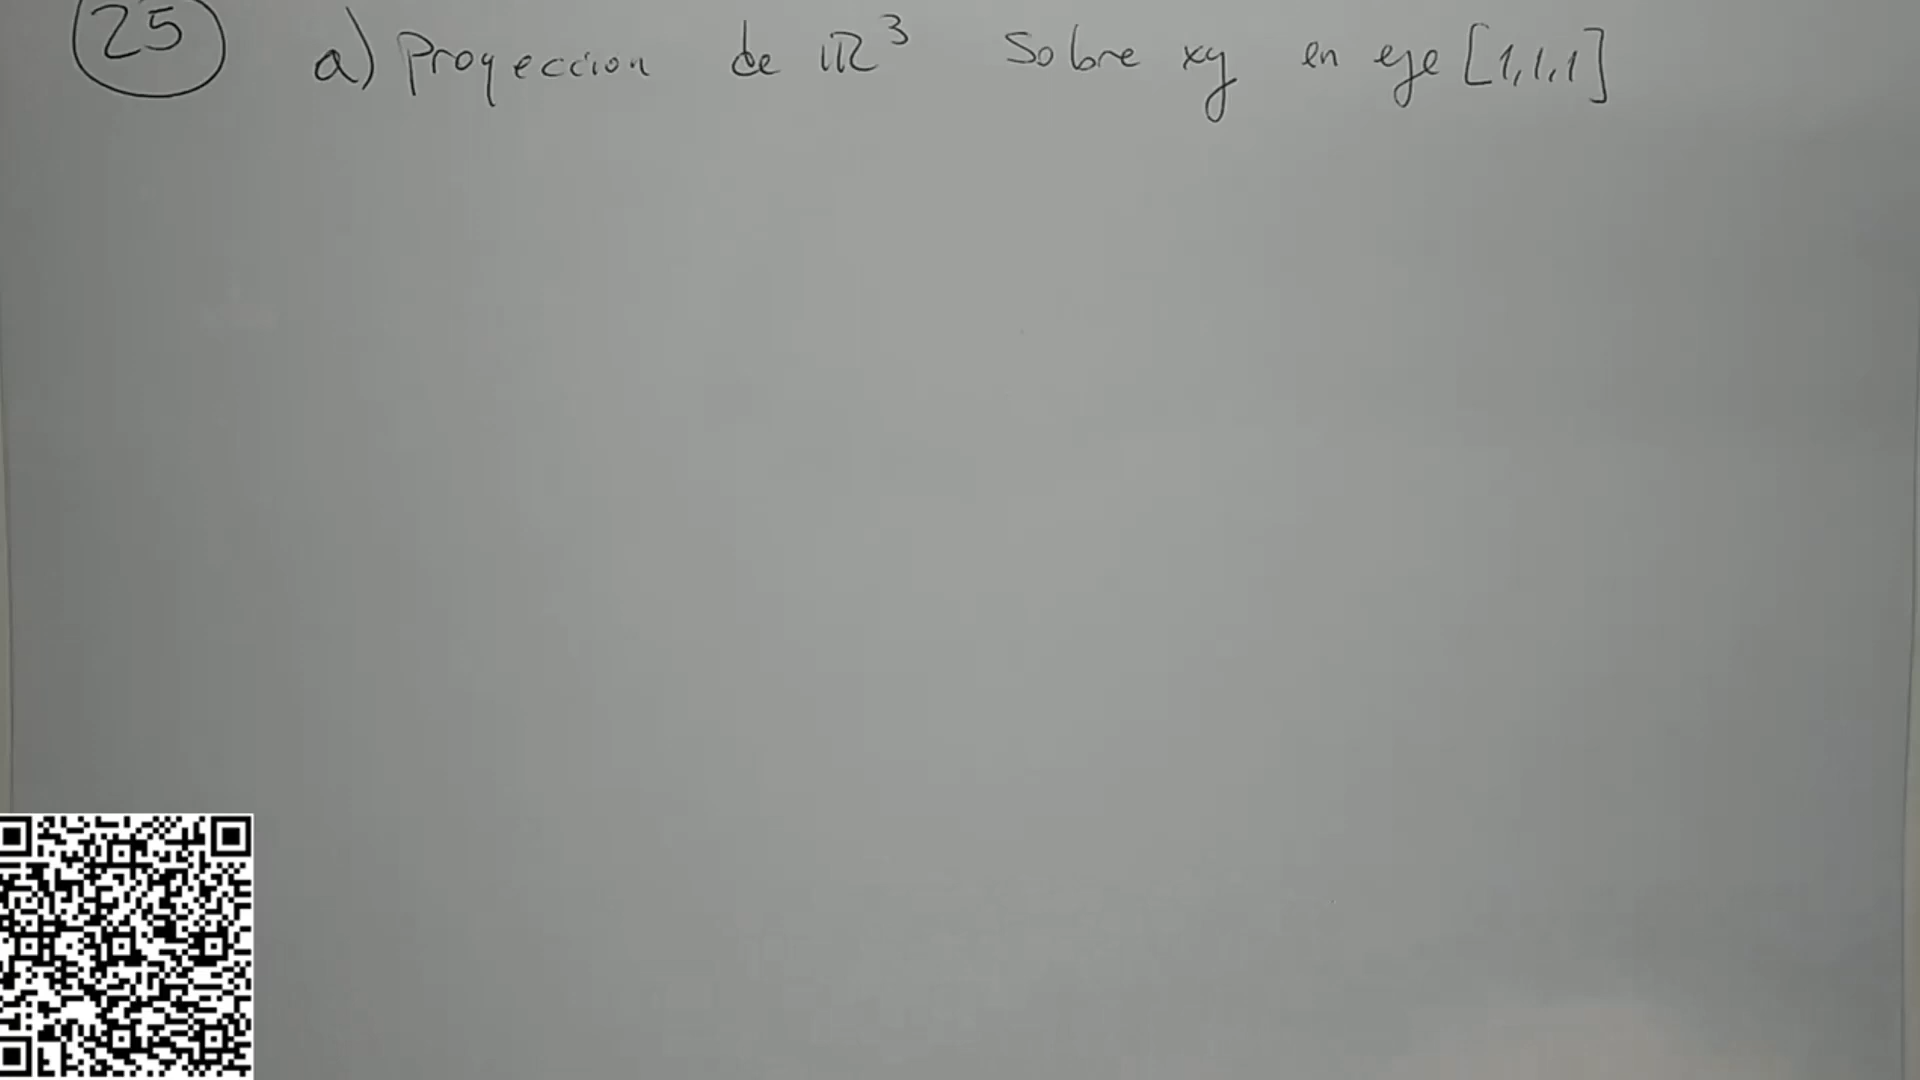 25 a) Proyeccion de ℝ³ Sobre xy en eje [1,1,1]